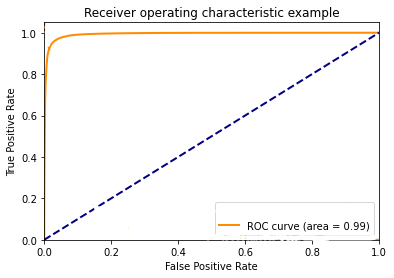 Receiver operating characteristic example
True Positive Rate
1.0
0.8
0.6
0.4
0.2
0.0
ROC curve (area = 0.99)
0.0 0.2 0.4 0.6 0.8 1.0
False Positive Rate